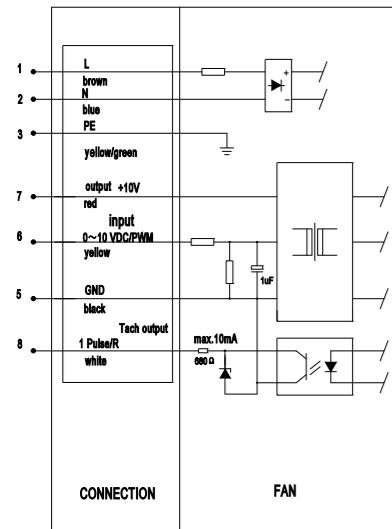 1 L
brown
+
2 N
−
blue
3 PE
yellow/green
7 output +10V
red
input
6 0～10 VDC/PWM
yellow
1uF
5 GND
black
Tach output
8 1 Pulse/R max.10mA
white 680Ω
CONNECTION FAN